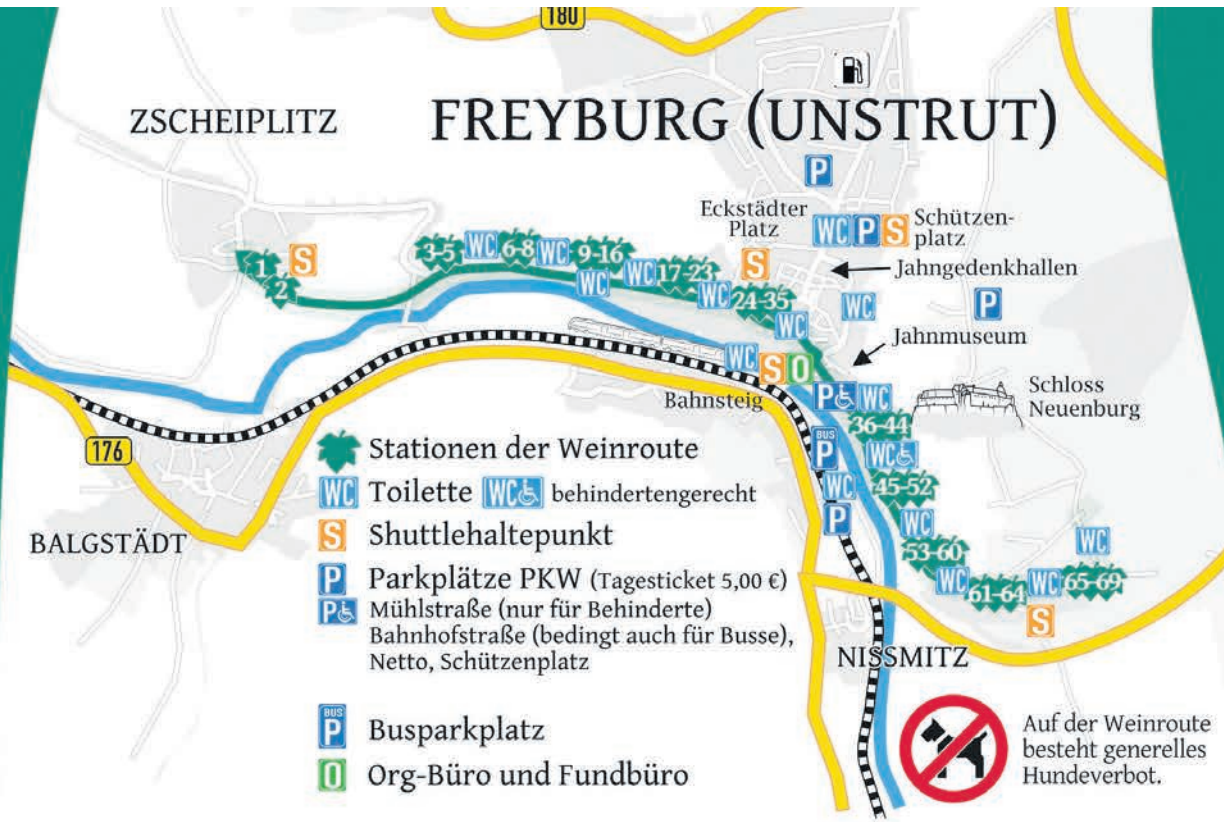 180
ZSCHEIPLITZ
FREYBURG (UNSTRUT)
P
Eckstädter
Platz
WC P S
Schützen-
platz
S
Jahngedenkhallen
1
2
S
3-5
WC
6-8
WC
9-16
WC
WC
17-23
WC
24-35
WC
WC
P
Jahnmuseum
WC
S
O
Bahnsteig
P
WC
Schloss
Neuenburg
36-44
BUS
P
WC
WC
45-52
P
WC
53-60
WC
61-64
WC
65-69
WC
S
176
BALGSTÄDT
NISSMITZ
Stationen der Weinroute
WC Toilette WC behindertengerecht
S Shuttlehaltepunkt
P Parkplätze PKW (Tagesticket 5,00 €)
P Mühlstraße (nur für Behinderte)
Bahnhofstraße (bedingt auch für Busse),
Netto, Schützenplatz
BUS
P Busparkplatz
O Org-Büro und Fundbüro
Auf der Weinroute
besteht generelles
Hundeverbot.